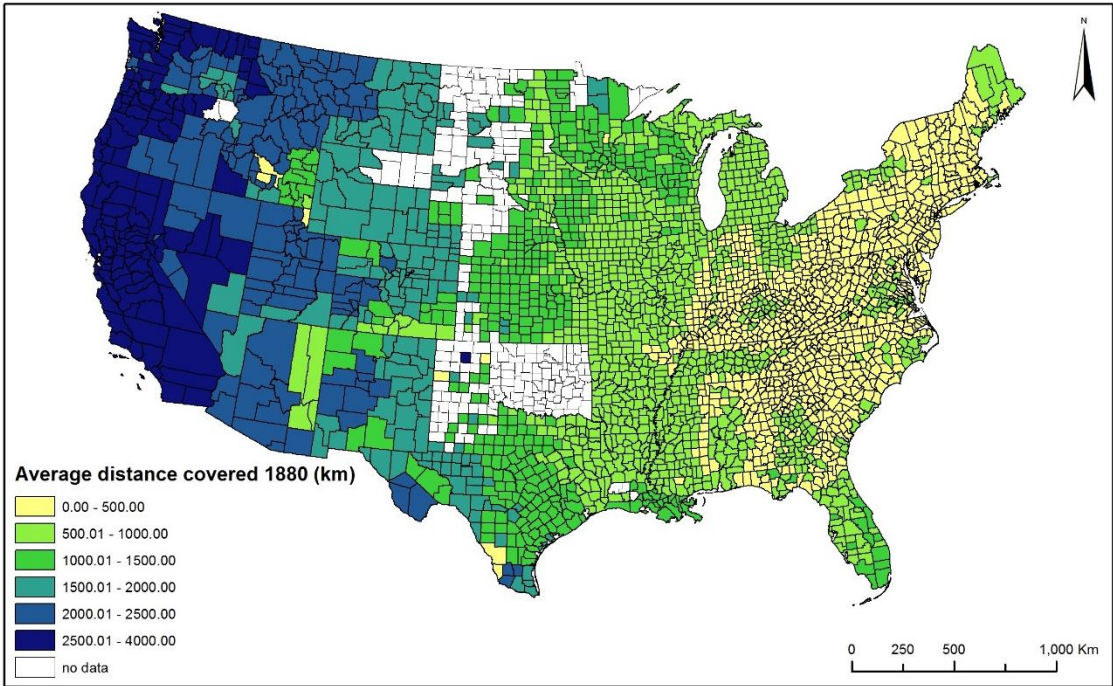 N
Average distance covered 1880 (km)
0.00 - 500.00
500.01 - 1000.00
1000.01 - 1500.00
1500.01 - 2000.00
2000.01 - 2500.00
2500.01 - 4000.00
no data
0 250 500 1,000 Km